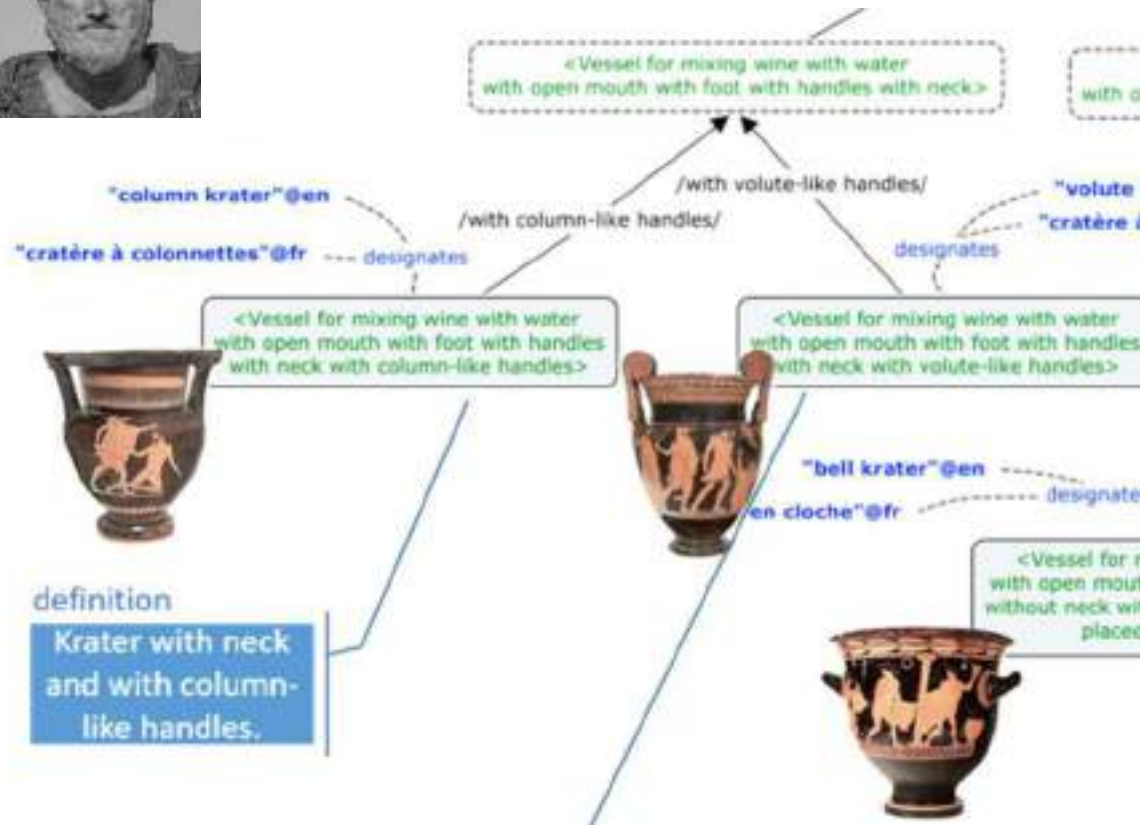 <Vessel for mixing wine with water
with open mouth with foot with handles with neck>
with
/with volute-like handles/
/with column-like handles/
"column krater"@en
"cratère à colonnettes"@fr
designates
"volute
"cratère à
designates
<Vessel for mixing wine with water
with open mouth with foot with handles
with neck with column-like handles>
<Vessel for mixing wine with water
with open mouth with foot with handles
with neck with volute-like handles>
"bell krater"@en
en cloche"@fr
designate
<Vessel for
with open
without neck
placed
definition
Krater with neck
and with column-
like handles.